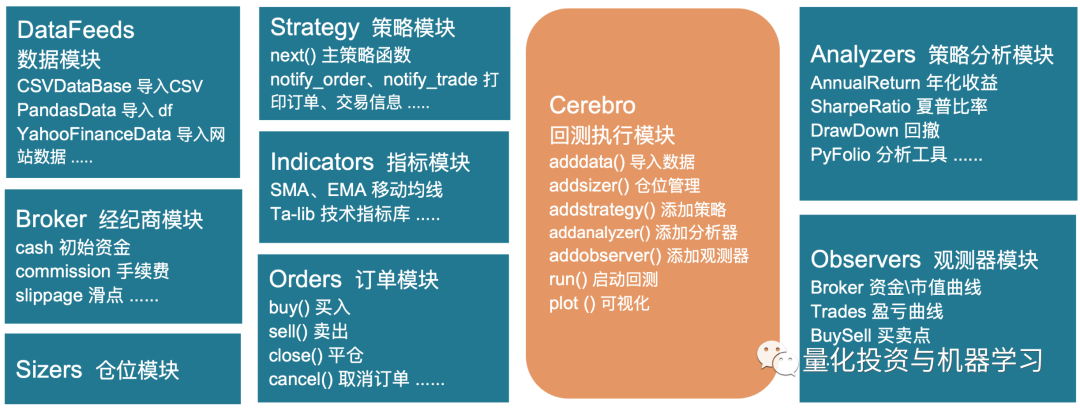 DataFeeds
数据模块
CSVDataBase 导入CSV
PandasData 导入 df
YahooFinanceData 导入网
站数据 .....
Broker 经纪商模块
cash 初始资金
commission 手续费
slippage 滑点 ......
Sizers 仓位模块
Strategy 策略模块
next() 主策略函数
notify_order、notify_trade 打
印订单、交易信息 .....
Indicators 指标模块
SMA、EMA 移动均线
Ta-lib 技术指标库 .....
Orders 订单模块
buy() 买入
sell() 卖出
close() 平仓
cancel() 取消订单 ......
Cerebro
回测执行模块
adddata() 导入数据
addsizer() 仓位管理
addstrategy() 添加策略
addanalyzer() 添加分析器
addobserver() 添加观测器
run() 启动回测
plot () 可视化
Analyzers 策略分析模块
AnnualReturn 年化收益
SharpeRatio 夏普比率
DrawDown 回撤
PyFolio 分析工具 ......
Observers 观测器模块
Broker 资金\市值曲线
Trades 盈亏曲线
BuySell 买卖点
量化投资与机器学习